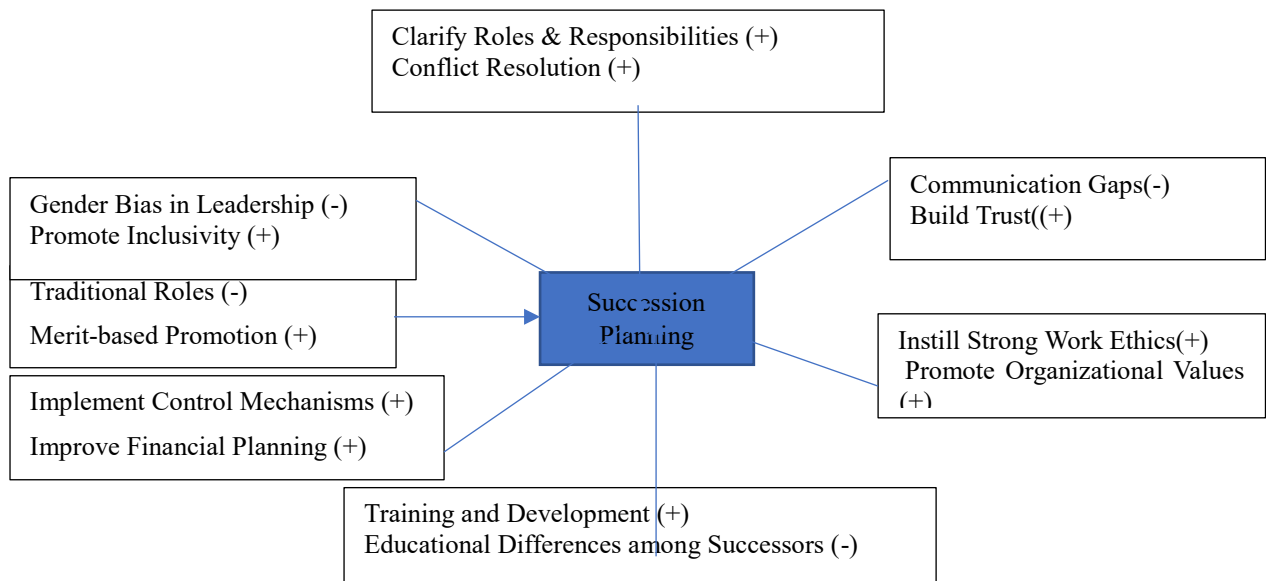 Clarify Roles & Responsibilities (+)
Conflict Resolution (+)
Gender Bias in Leadership (-)
Promote Inclusivity (+)
Communication Gaps(-)
Build Trust((+)
Traditional Roles (-)
Merit-based Promotion (+)
Succession
Planning
Instill Strong Work Ethics(+)
Promote Organizational Values
(+)
Implement Control Mechanisms (+)
Improve Financial Planning (+)
Training and Development (+)
Educational Differences among Successors (-)